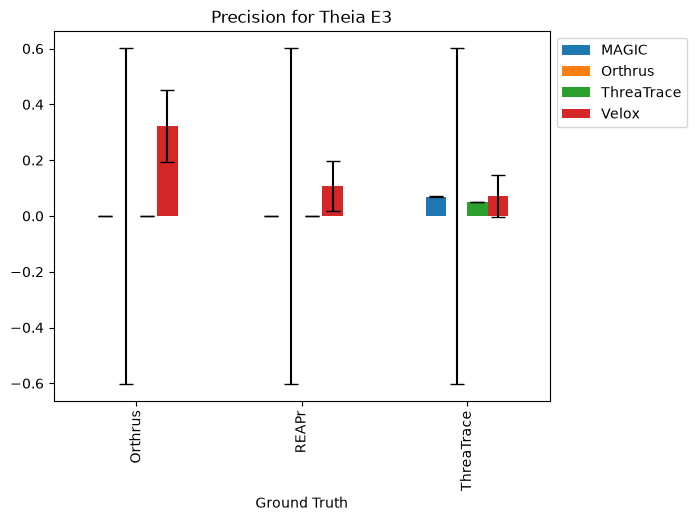 Precision for Theia E3
MAGIC
Orthrus
ThreaTrace
Velox
0.6
0.4
0.2
0.0
−0.2
−0.4
−0.6
Orthrus
REAPr
ThreaTrace
Ground Truth